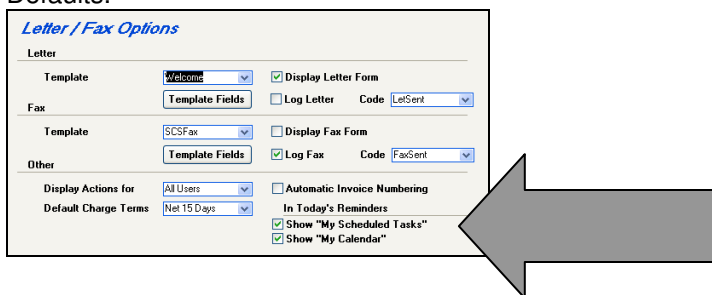 Defaults.
Letter / Fax Options
Letter
Template Welcome Display Letter Form
Template Fields Log Letter Code LetSent
Fax
Template SCSFax Display Fax Form
Template Fields Log Fax Code FaxSent
Other
Display Actions for All Users Automatic Invoice Numbering
Default Charge Terms Net 15 Days In Today's Reminders
Show "My Scheduled Tasks"
Show "My Calendar"